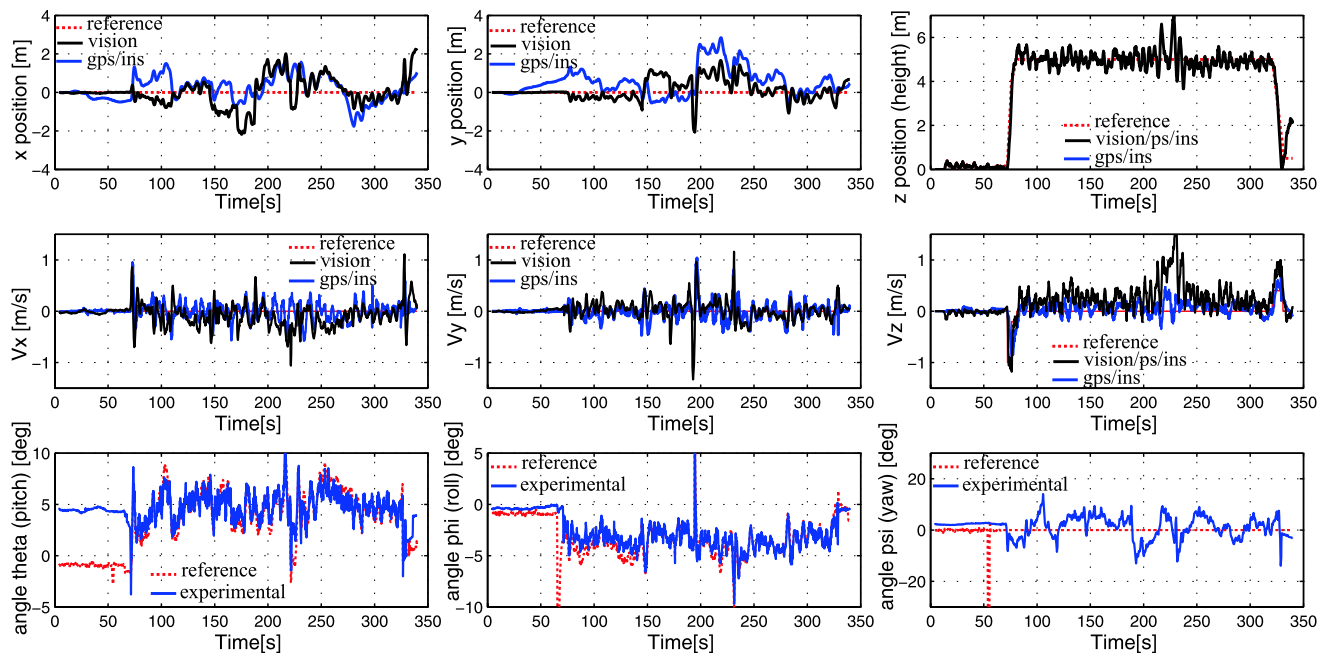 x position [m]
4
2
0
−2
−4
reference
vision
gps/ins
0 50 100 150 200 250 300 350
Time[s]
y position [m]
4
2
0
−2
−4
reference
vision
gps/ins
0 50 100 150 200 250 300 350
Time[s]
z position (height) [m]
6
4
2
0
reference
vision/ps/ins
gps/ins
0 50 100 150 200 250 300 350
Time[s]
Vx [m/s]
1
0
−1
reference
vision
gps/ins
0 50 100 150 200 250 300 350
Time[s]
Vy [m/s]
1
0
−1
reference
vision
gps/ins
0 50 100 150 200 250 300 350
Time[s]
Vz [m/s]
1
0
−1
reference
vision/ps/ins
gps/ins
0 50 100 150 200 250 300 350
Time[s]
angle theta (pitch) [deg]
10
5
0
−5
reference
experimental
0 50 100 150 200 250 300 350
Time[s]
angle phi (roll) [deg]
5
0
−5
−10
reference
experimental
0 50 100 150 200 250 300 350
Time[s]
angle psi (yaw) [deg]
20
0
−20
reference
experimental
0 50 100 150 200 250 300 350
Time[s]